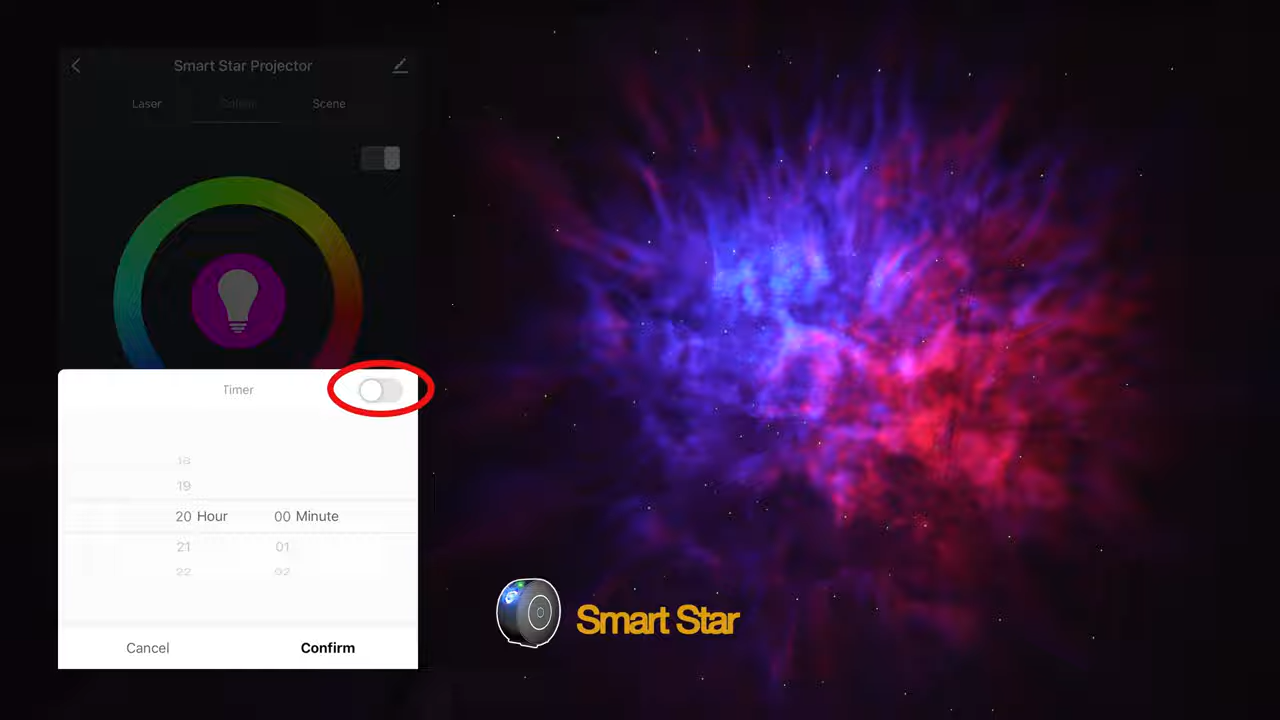 Smart Star Projector
Laser Galaxy Scene
Timer
18
19
20 Hour 00 Minute
21 01
22 02
Cancel Confirm
Smart Star